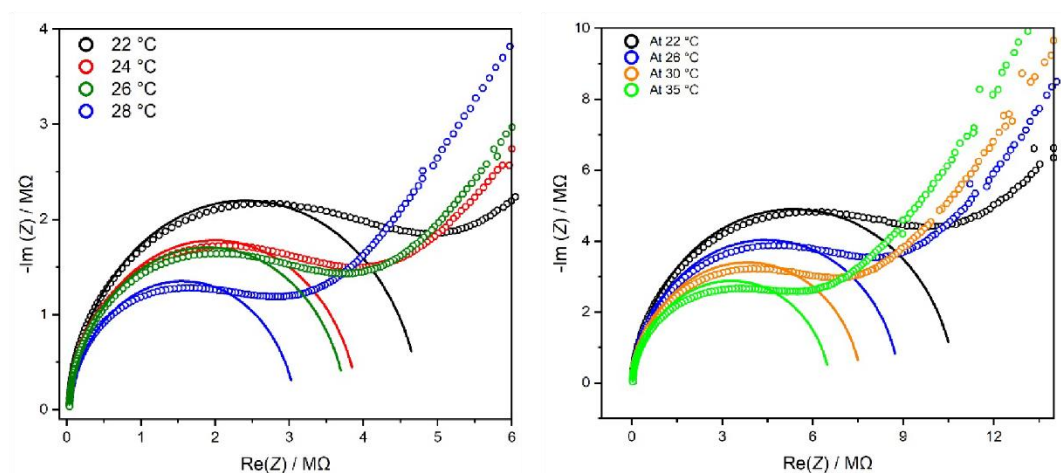 4
3
2
1
0
0 1 2 3 4 5 6
-Im (Z) / MΩ
Re(Z) / MΩ
22 °C
24 °C
26 °C
28 °C
10
8
6
4
2
0
0 3 6 9 12
-Im (Z) / MΩ
Re(Z) / MΩ
At 22 °C
At 26 °C
At 30 °C
At 35 °C